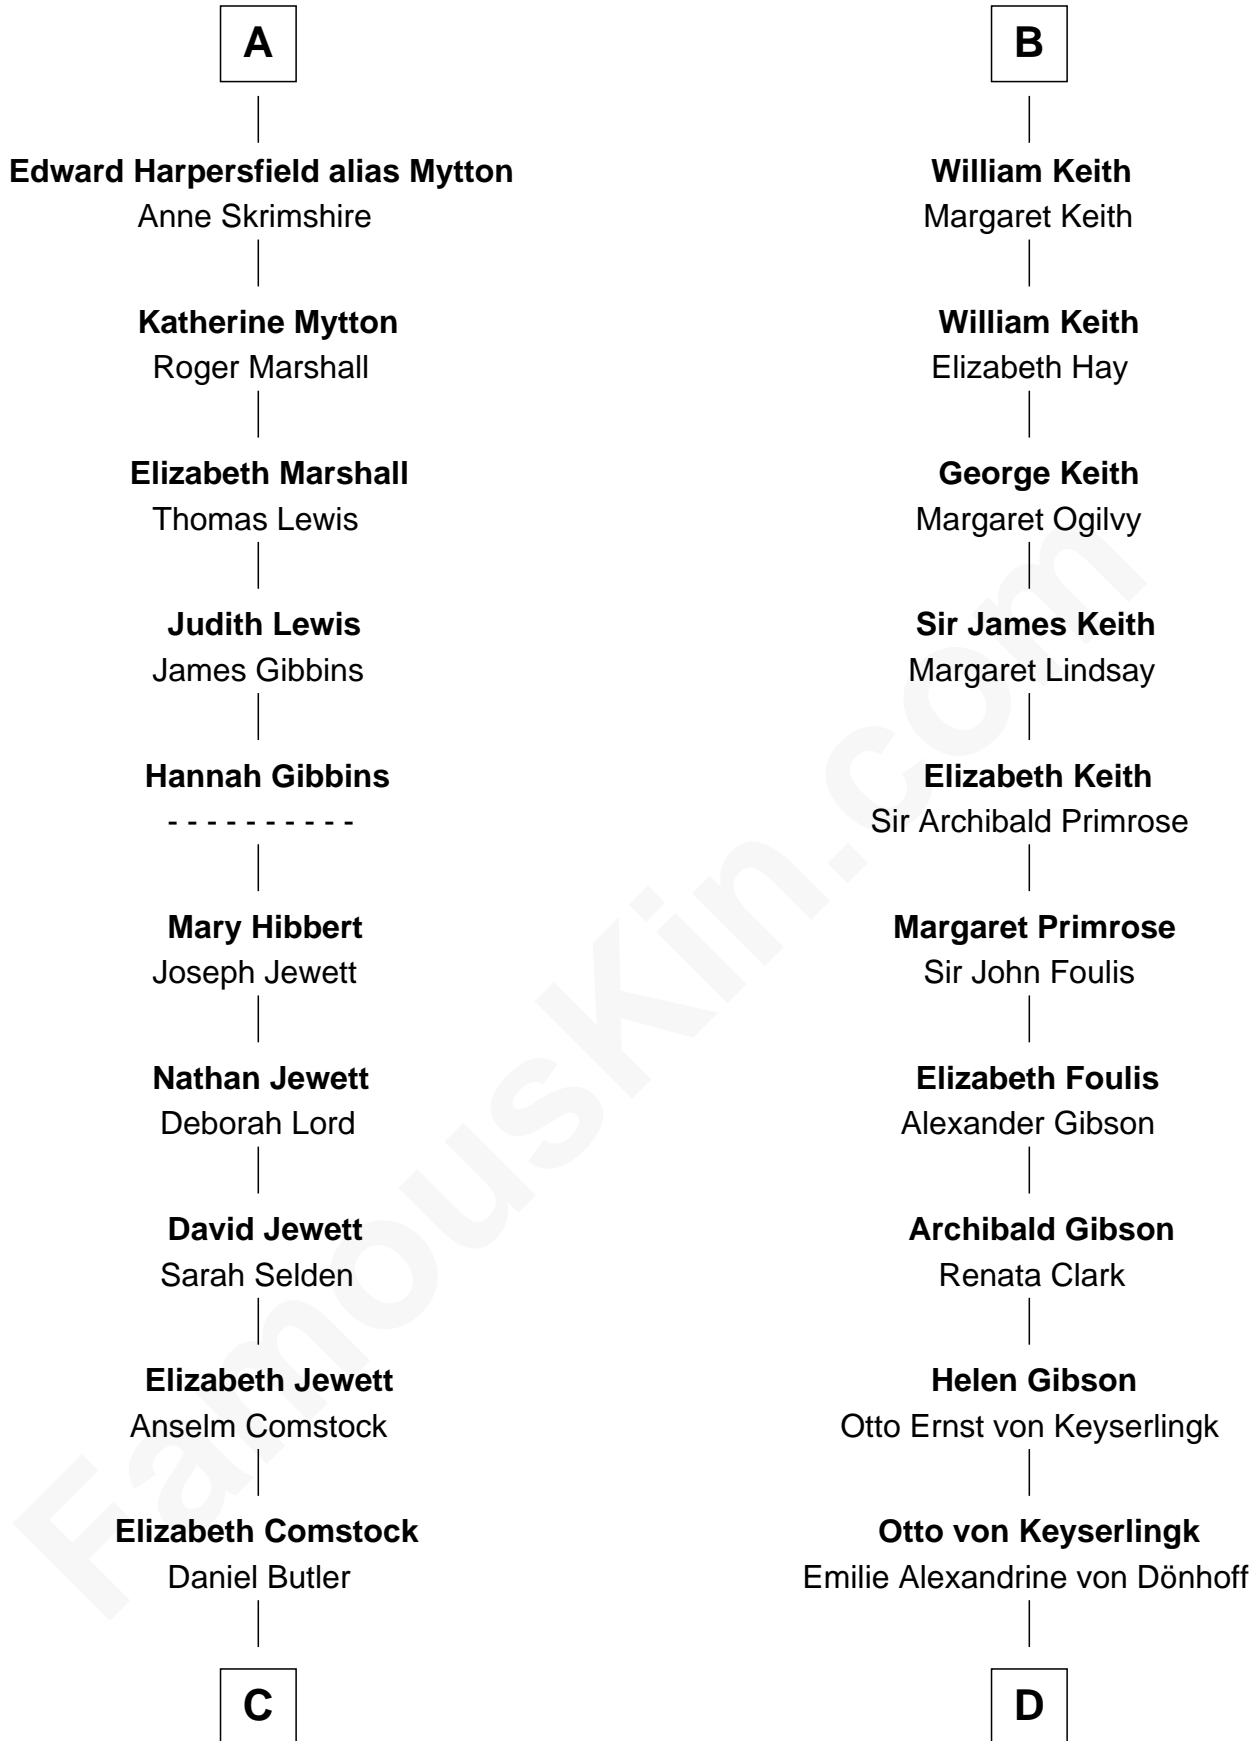 A
Edward Harpersfield alias Mytton
Anne Skrimshire
Katherine Mytton
Roger Marshall
Elizabeth Marshall
Thomas Lewis
Judith Lewis
James Gibbins
Hannah Gibbins
- - - - - - - - - -
Mary Hibbert
Joseph Jewett
Nathan Jewett
Deborah Lord
David Jewett
Sarah Selden
Elizabeth Jewett
Anselm Comstock
Elizabeth Comstock
Daniel Butler
C
B
William Keith
Margaret Keith
William Keith
Elizabeth Hay
George Keith
Margaret Ogilvy
Sir James Keith
Margaret Lindsay
Elizabeth Keith
Sir Archibald Primrose
Margaret Primrose
Sir John Foulis
Elizabeth Foulis
Alexander Gibson
Archibald Gibson
Renata Clark
Helen Gibson
Otto Ernst von Keyserlingk
Otto von Keyserlingk
Emilie Alexandrine von Dönhoff
D
FamousKin.com